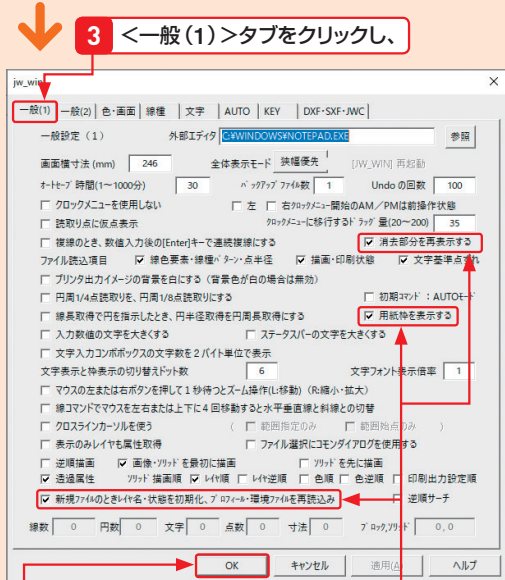 3 <一般(1)>タブをクリックし、
jw_win
一般(1) 一般(2) 色・画面 線種 文字 AUTO KEY DXF・SXF・JWC
一般設定(1) 外部エディタ C:¥WINDOWS¥NOTEPAD.EXE 参照
画面横寸法(mm) 246 全体表示モード 狭幅優先 [JW_WIN] 再起動
オートセーブ時間(1~1000分) 30 バックアップファイル数 1 Undoの回数 100
クロックメニューを使用しない 左 右クロックメニュー開始のAM/PMは前操作状態
読取り点に仮点表示 クロックメニューに移行するドラッグ量(20~200) 35
複線のとき、数値入力後の[Enter]キーで連続複線にする 消去部分を再表示する
ファイル読込項目 線色要素・線種パターン・点半径 描画・印刷状態 文字基準点ずれ
プリンタ出力イメージの背景を白にする(背景色が白の場合は無効)
円周1/4点読取りを、円周1/8点読取りにする 初期コマンド:AUTOモード
線長取得で円を指示したとき、円半径取得を円周長取得にする 用紙枠を表示する
入力数値の文字を大きくする ステータスバーの文字を大きくする
文字入力コンボボックスの文字数を2バイト単位で表示
文字表示と枠表示の切り替えドット数 6 文字フォント表示倍率 1
マウスの左または右ボタンを押して1秒待つとズーム操作(L:移動)(R:縮小・拡大)
線コマンドでマウスを左右または上下に4回移動すると水平垂直線と斜線との切替
クロスラインカーソルを使う ( 範囲指定のみ 範囲始点のみ )
表示のみレイヤも属性取得 ファイル選択にコモンダイアログを使用する
逆順描画 画像・ソリッドを最初に描画 ソリッドを先に描画
透過属性 ソリッド描画順 レイヤ順 レイヤ逆順 色順 色逆順 印刷出力設定順
新規ファイルのときレイヤ名・状態を初期化、プロフィール・環境ファイルを再読込み 逆順サーチ
線数 0 円数 0 文字 0 点数 0 寸法 0 ブロック,ソリッド 0 , 0
OK キャンセル 適用(A) ヘルプ